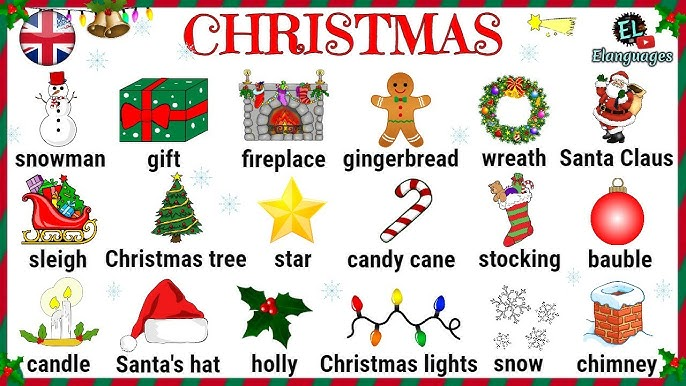 CHRISTMAS
EL
Elanguages
snowman gift fireplace gingerbread wreath Santa Claus
sleigh Christmas tree star candy cane stocking bauble
candle Santa's hat holly Christmas lights snow chimney